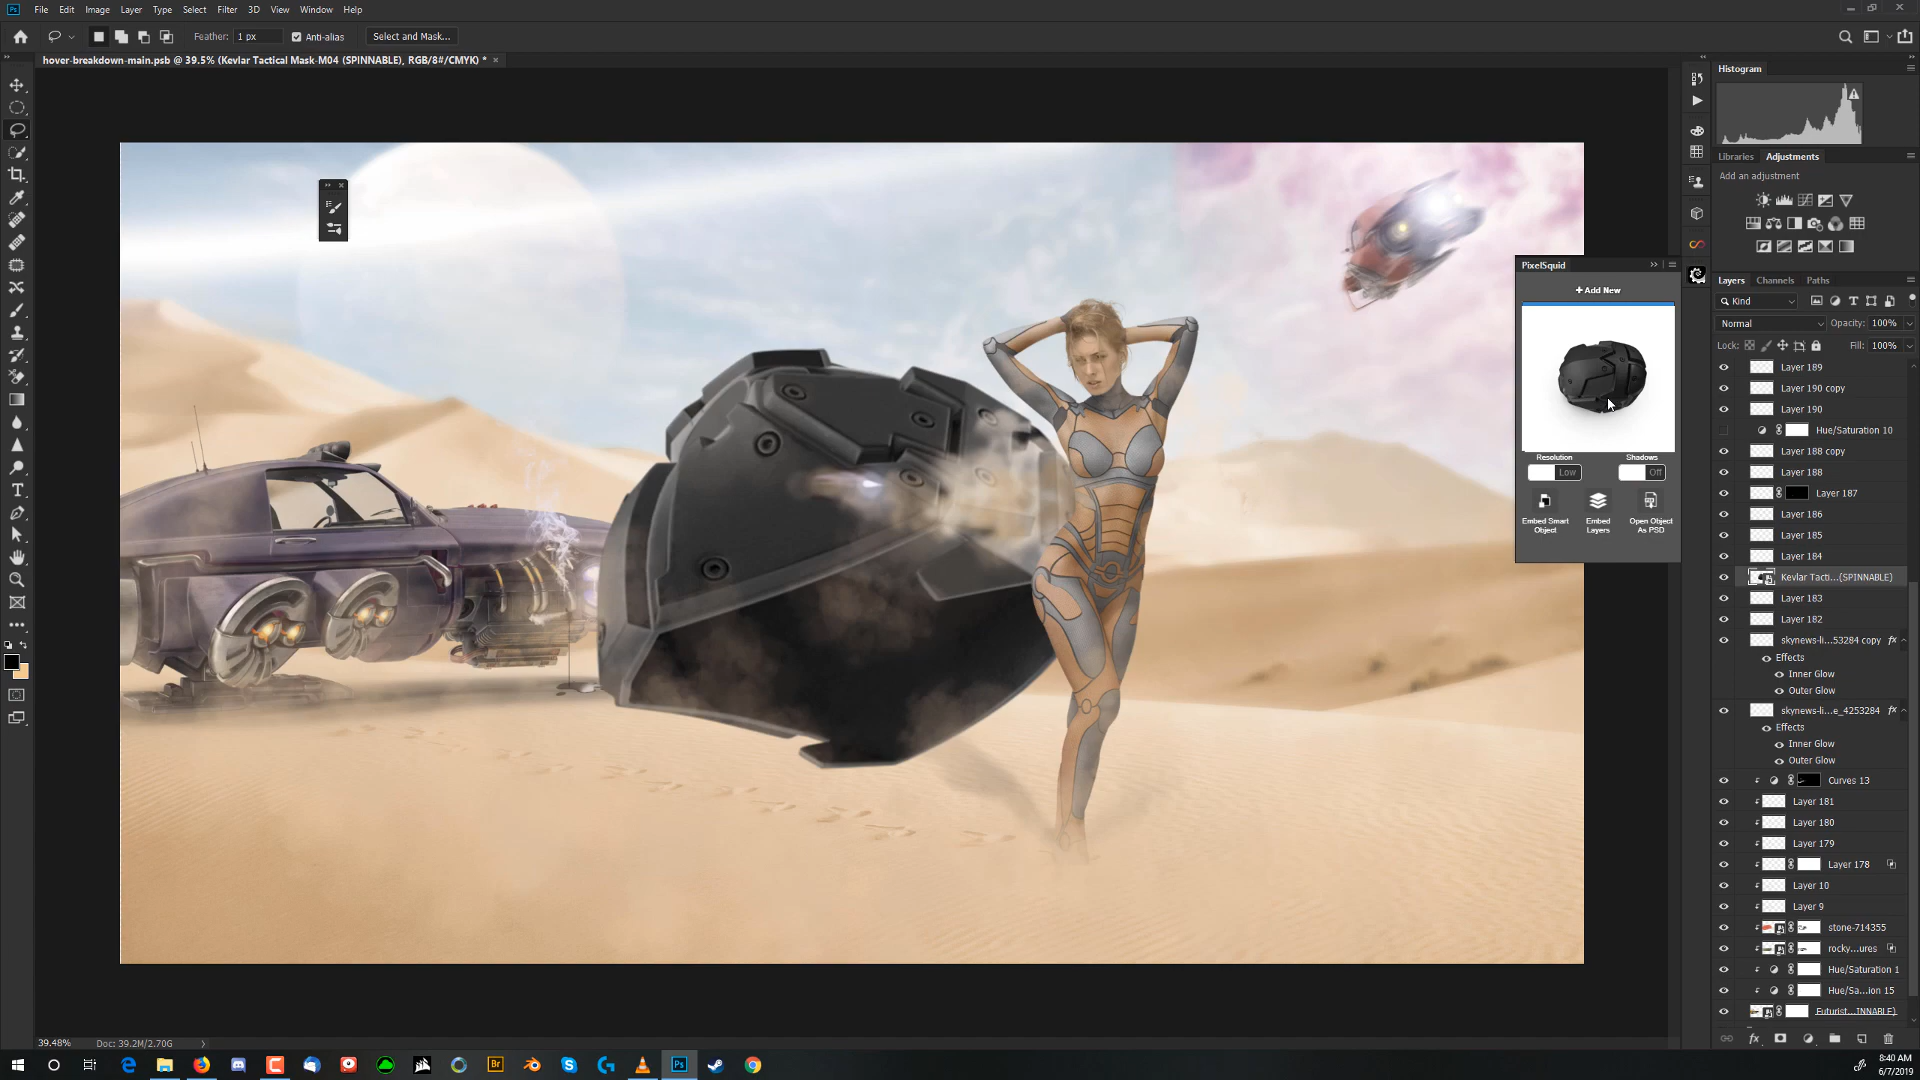 Ps File Edit Image Layer Type Select Filter 3D View Window Help
Feather: 1 px Anti-alias Select and Mask...
hover-breakdown-main.psb @ 39.5% (Kevlar Tactical Mask-M04 (SPINNABLE), RGB/8#/CMYK) * ×
Histogram
Libraries Adjustments
Add an adjustment
PixelSquid
+ Add New
Resolution Shadows
Low Off
Embed Smart Object
Embed Layers
Open Object As PSD
Layers Channels Paths
Kind
Normal Opacity: 100%
Lock: Fill: 100%
Layer 189
Layer 190 copy
Layer 190
Hue/Saturation 10
Layer 188 copy
Layer 188
Layer 187
Layer 186
Layer 185
Layer 184
Kevlar Tacti...(SPINNABLE)
Layer 183
Layer 182
skynews-li...53284 copy fx
Effects
Inner Glow
Outer Glow
skynews-li...e_4253284 fx
Effects
Inner Glow
Outer Glow
Curves 13
Layer 181
Layer 180
Layer 179
Layer 178
Layer 10
Layer 9
stone-714355
rocky...ures
Hue/Saturation 1
Hue/Sa...ion 15
Futurist...INNABLE)
fx
39.48% Doc: 39.2M/2.70G
Br Ps
8:40 AM
6/7/2019